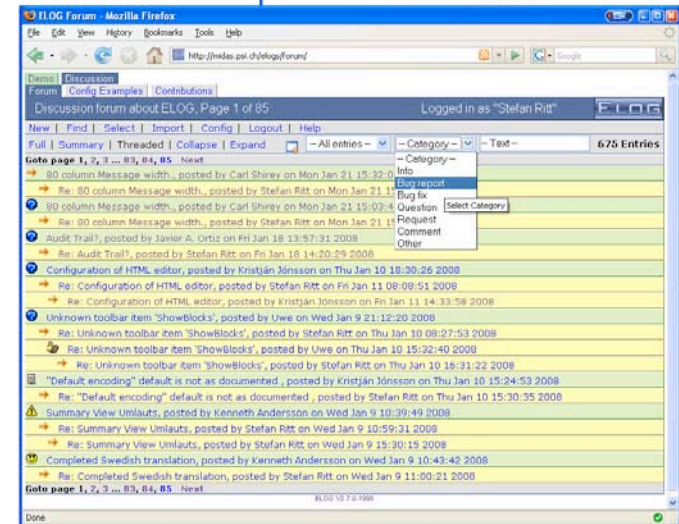 ELOG Forum - Mozilla Firefox
File Edit View History Bookmarks Tools Help
http://midas.psi.ch/elogs/forum/
Google
Demo Discussion
Forum Config Examples Contributions
Discussion forum about ELOG, Page 1 of 85 Logged in as "Stefan Ritt" ELOG
New | Find | Select | Import | Config | Logout | Help
Full | Summary | Threaded | Collapse | Expand -- All entries -- -- Category -- -- Text -- 675 Entries
Goto page 1, 2, 3 ... 83, 84, 85 Next
-- Category --
Info
Bug report
Bug fix
Question
Request
Comment
Other
Select Category
80 column Message width., posted by Carl Shirey on Mon Jan 21 15:32:0
Re: 80 column Message width., posted by Stefan Ritt on Mon Jan 21 1
80 column Message width., posted by Carl Shirey on Mon Jan 21 15:03:4
Re: 80 column Message width., posted by Stefan Ritt on Mon Jan 21 1
Audit Trail?, posted by Javier A. Ortiz on Fri Jan 18 13:57:31 2008
Re: Audit Trail?, posted by Stefan Ritt on Fri Jan 18 14:20:29 2008
Configuration of HTML editor, posted by Kristján Jónsson on Thu Jan 10 18:30:26 2008
Re: Configuration of HTML editor, posted by Stefan Ritt on Fri Jan 11 08:08:51 2008
Re: Configuration of HTML editor, posted by Kristján Jónsson on Fri Jan 11 14:33:58 2008
Unknown toolbar item 'ShowBlocks', posted by Uwe on Wed Jan 9 21:12:20 2008
Re: Unknown toolbar item 'ShowBlocks', posted by Stefan Ritt on Thu Jan 10 08:27:53 2008
Re: Unknown toolbar item 'ShowBlocks', posted by Uwe on Thu Jan 10 15:32:40 2008
Re: Unknown toolbar item 'ShowBlocks', posted by Stefan Ritt on Thu Jan 10 16:31:22 2008
"Default encoding" default is not as documented , posted by Kristján Jónsson on Thu Jan 10 15:24:53 2008
Re: "Default encoding" default is not as documented , posted by Stefan Ritt on Thu Jan 10 15:30:35 2008
Summary View Umlauts, posted by Kenneth Andersson on Wed Jan 9 10:39:49 2008
Re: Summary View Umlauts, posted by Stefan Ritt on Wed Jan 9 10:59:31 2008
Re: Summary View Umlauts, posted by Stefan Ritt on Wed Jan 9 15:30:15 2008
Completed Swedish translation, posted by Kenneth Andersson on Wed Jan 9 10:43:42 2008
Re: Completed Swedish translation, posted by Stefan Ritt on Wed Jan 9 11:00:21 2008
Goto page 1, 2, 3 ... 83, 84, 85 Next
ELOG V2.7.0-1998
Done